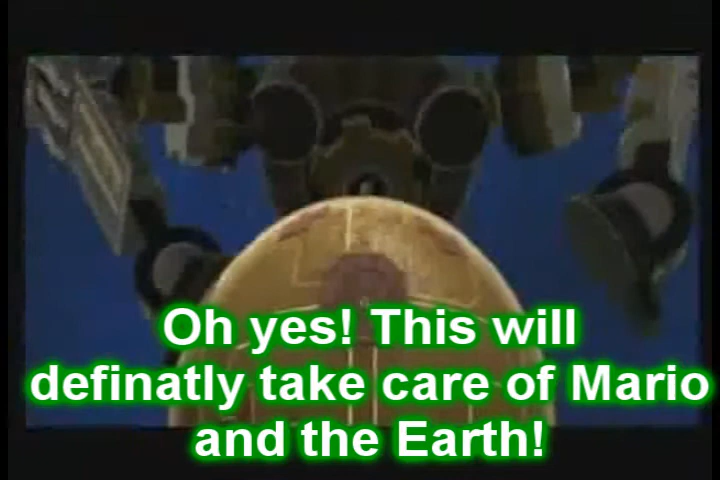 Oh yes! This will
definatly take care of Mario
and the Earth!